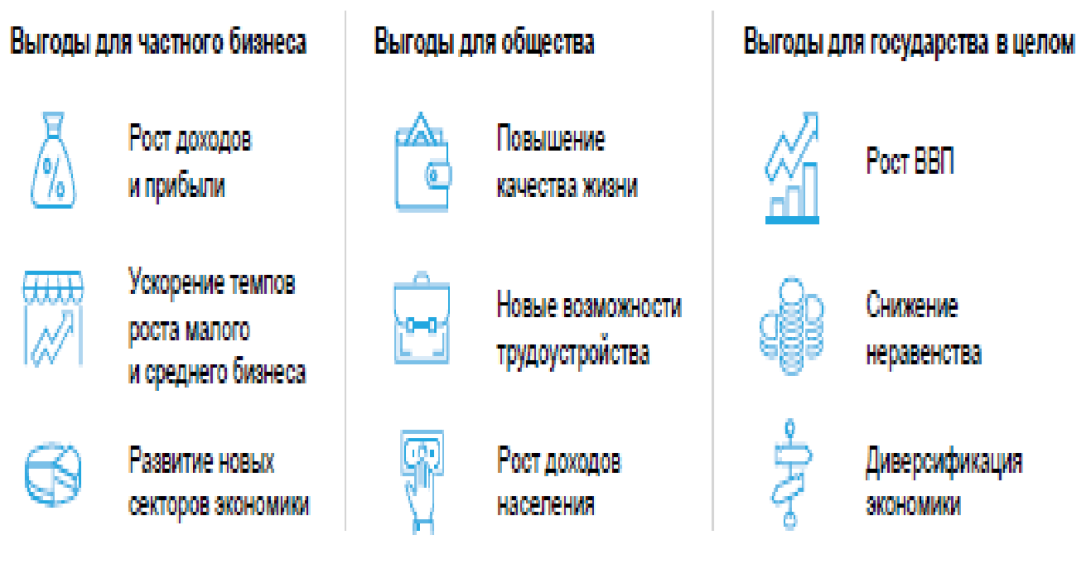 Выгоды для частного бизнеса
Рост доходов
и прибыли
Ускорение темпов
роста малого
и среднего бизнеса
Развитие новых
секторов экономики
Выгоды для общества
Повышение
качества жизни
Новые возможности
трудоустройства
Рост доходов
населения
Выгоды для государства в целом
Рост ВВП
Снижение
неравенства
Диверсификация
экономики